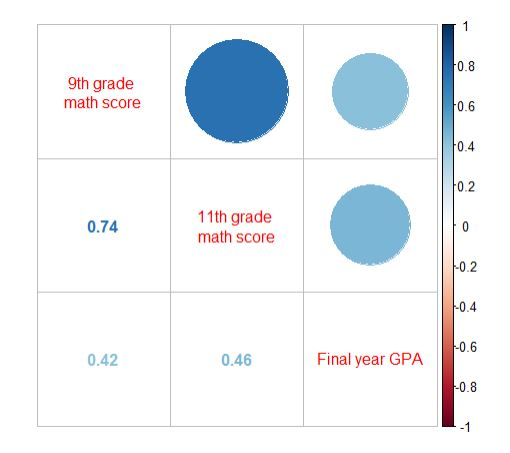 9th grade
math score
0.74
11th grade
math score
0.42
0.46
Final year GPA
1
0.8
0.6
0.4
0.2
0
-0.2
-0.4
-0.6
-0.8
-1